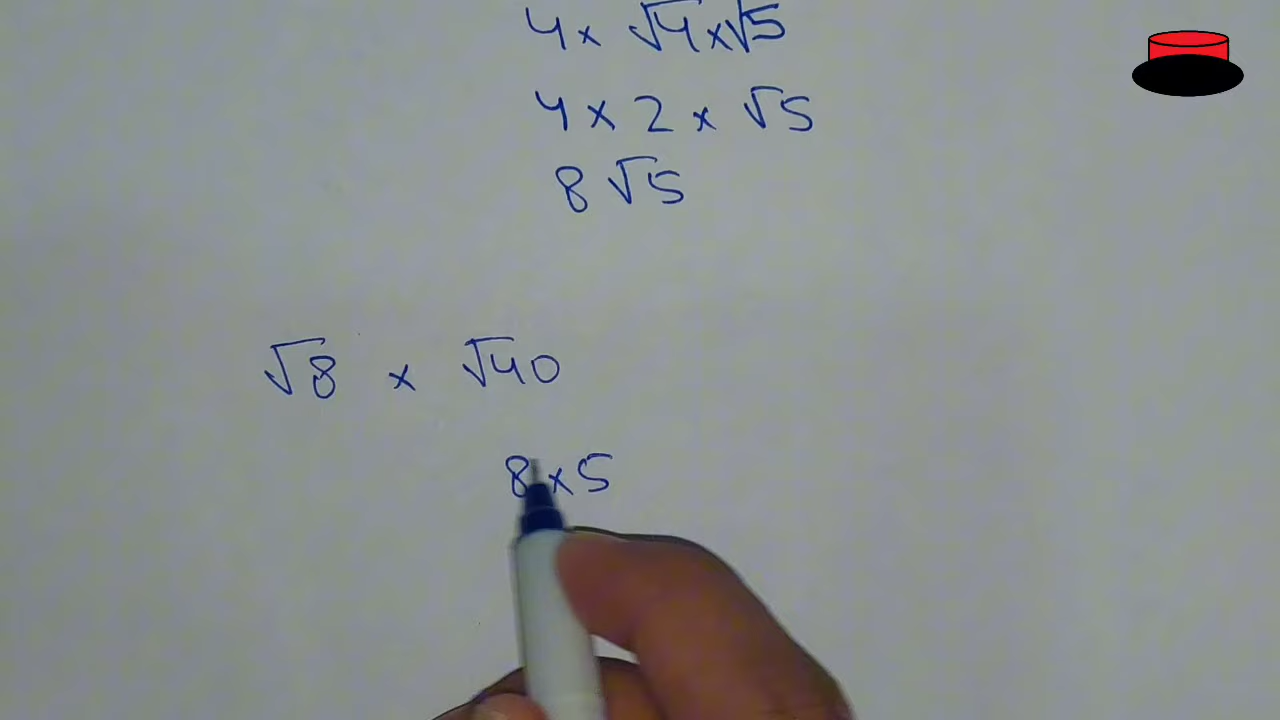 4 x √4 x √5
4 x 2 x √5
8 √5
√8 x √40
8 x 5